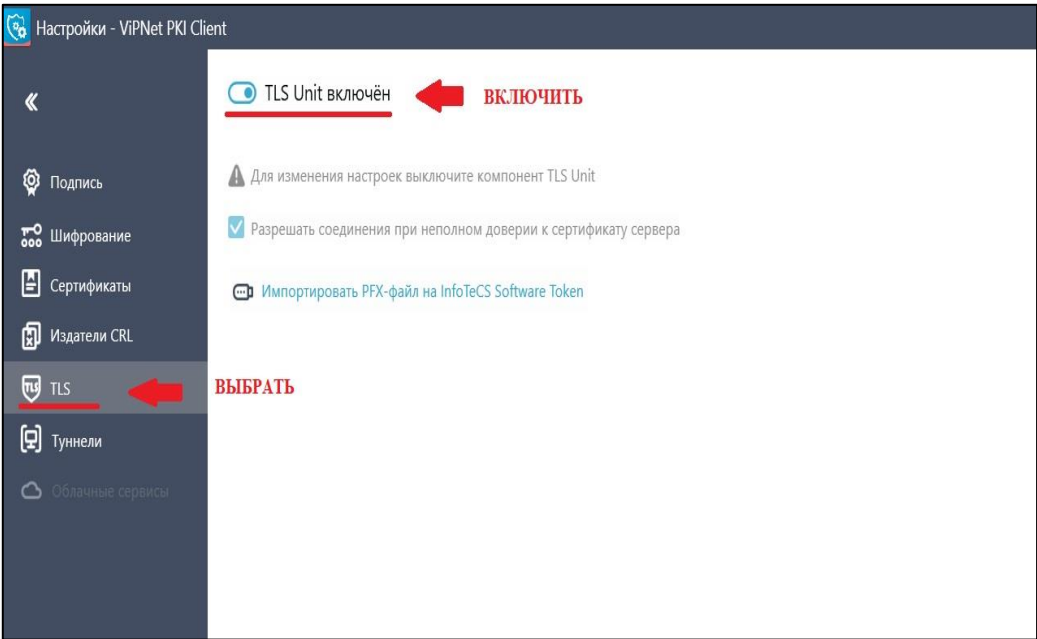 Настройки - ViPNet PKI Client
TLS Unit включён
ВКЛЮЧИТЬ
Для изменения настроек выключите компонент TLS Unit
Разрешать соединения при неполном доверии к сертификату сервера
Импортировать PFX-файл на InfoTeCS Software Token
Подпись
Шифрование
Сертификаты
Издатели CRL
TLS
TLS
ВЫБРАТЬ
Туннели
Облачные сервисы